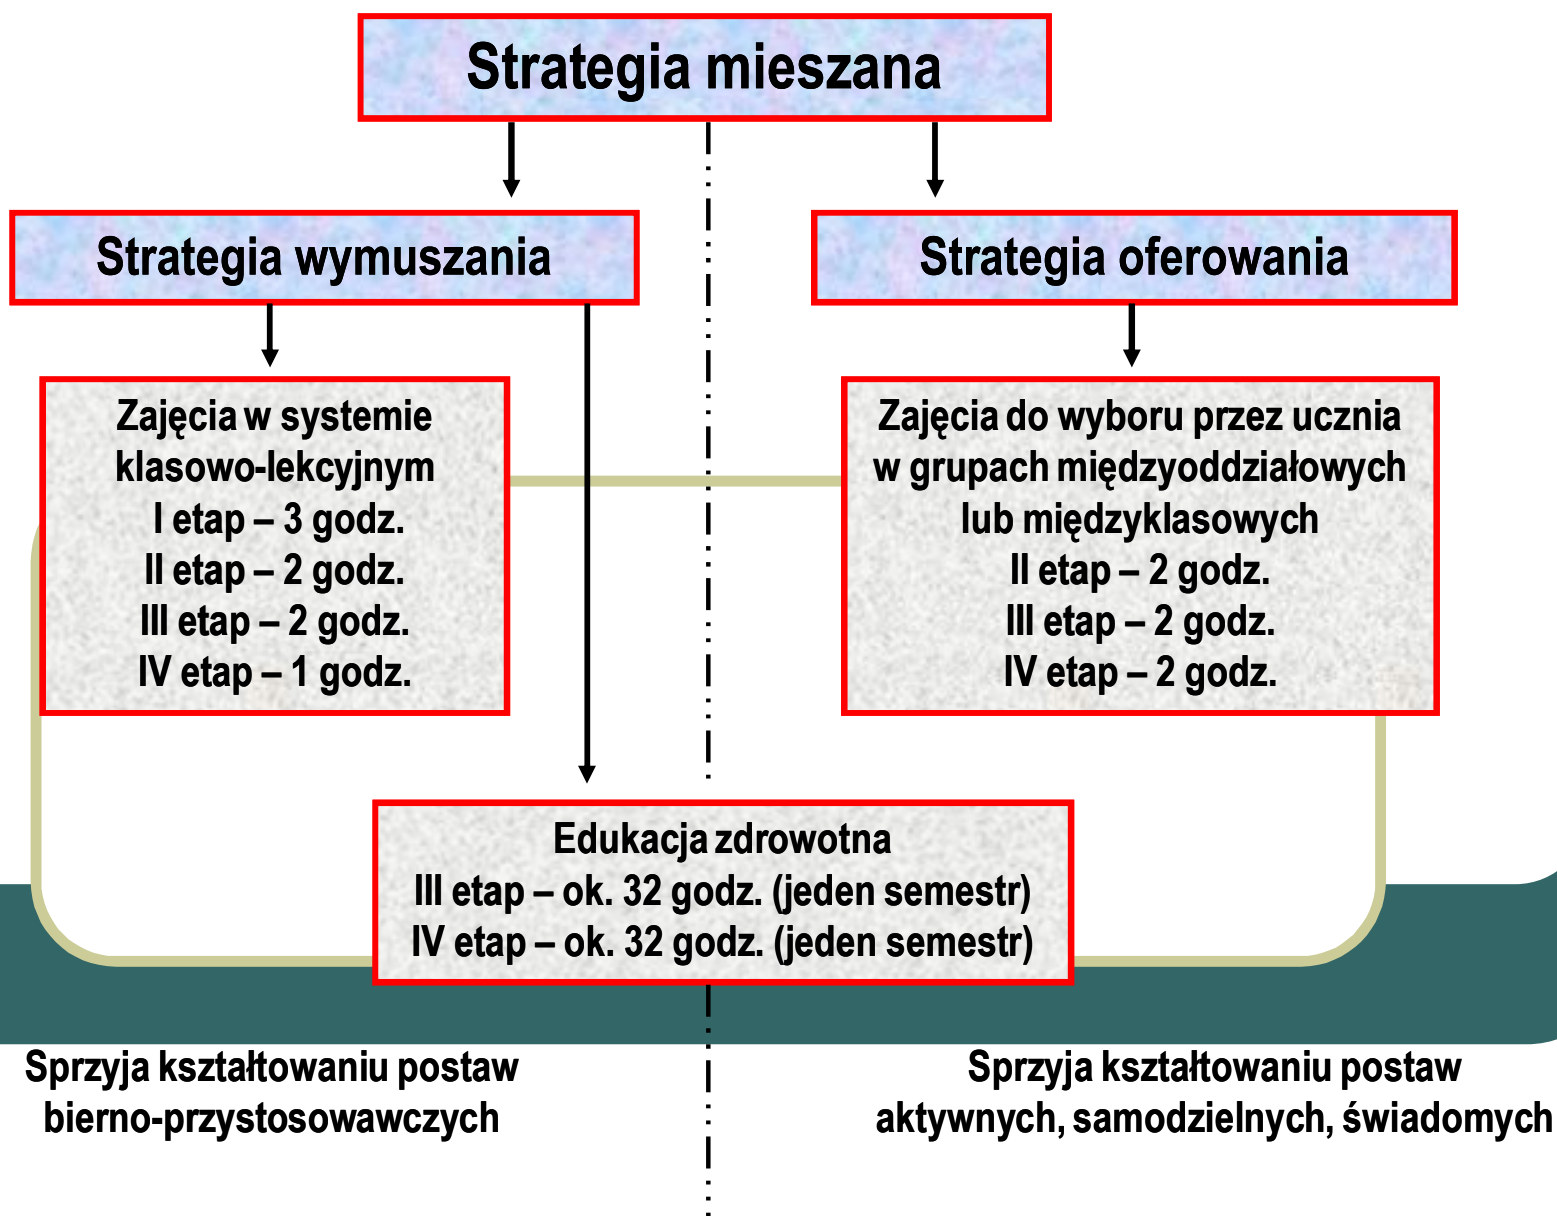 Strategia mieszana
Strategia wymuszania
Strategia oferowania
Zajęcia w systemie
klasowo-lekcyjnym
I etap – 3 godz.
II etap – 2 godz.
III etap – 2 godz.
IV etap – 1 godz.
Zajęcia do wyboru przez ucznia
w grupach międzyoddziałowych
lub międzyklasowych
II etap – 2 godz.
III etap – 2 godz.
IV etap – 2 godz.
Edukacja zdrowotna
III etap – ok. 32 godz. (jeden semestr)
IV etap – ok. 32 godz. (jeden semestr)
Sprzyja kształtowaniu postaw
bierno-przystosowawczych
Sprzyja kształtowaniu postaw
aktywnych, samodzielnych, świadomych